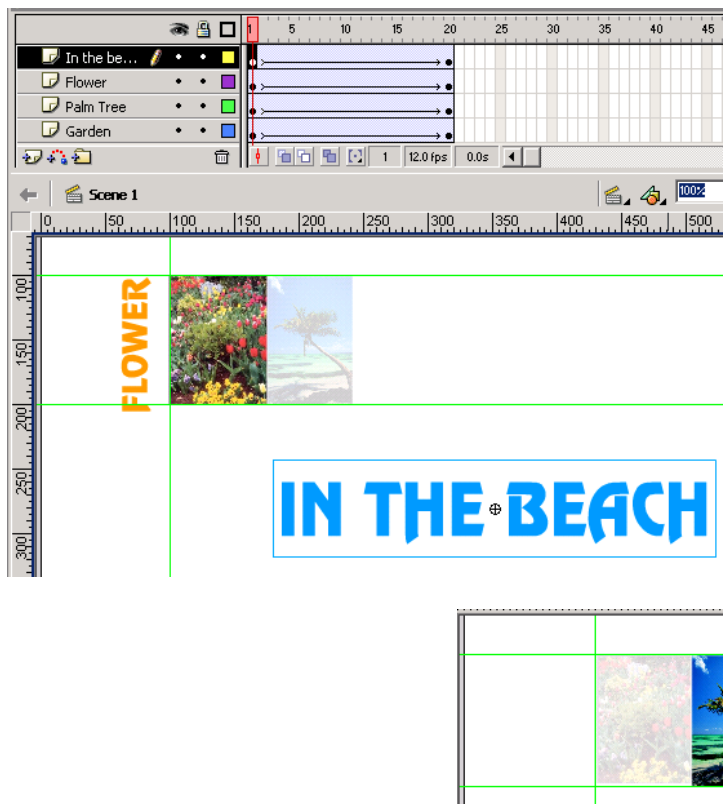 1 5 10 15 20 25 30 35 40 45
In the be...
Flower
Palm Tree
Garden
1 12.0 fps 0.0s
Scene 1 100%
0 50 100 150 200 250 300 350 400 450 500
100
150
200
250
300
FLOWER
IN THE BEACH